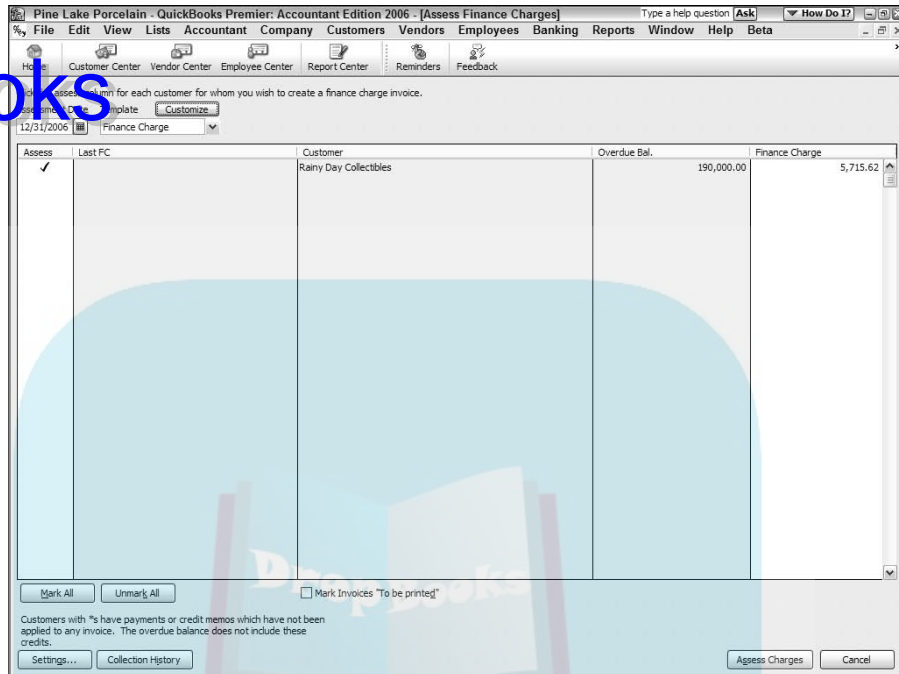 Pine Lake Porcelain - QuickBooks Premier: Accountant Edition 2006 - [Assess Finance Charges] Type a help question Ask How Do I?
File Edit View Lists Accountant Company Customers Vendors Employees Banking Reports Window Help Beta
Customer Center Vendor Center Employee Center Report Center Reminders Feedback
oks
column for each customer for whom you wish to create a finance charge invoice.
Date Template Customize
12/31/2006 Finance Charge
Assess Last FC Customer Overdue Bal. Finance Charge
✓ Rainy Day Collectibles 190,000.00 5,715.62
DropBooks
Mark All Unmark All Mark Invoices "To be printed"
Customers with *s have payments or credit memos which have not been
applied to any invoice. The overdue balance does not include these
credits.
Settings... Collection History Assess Charges Cancel